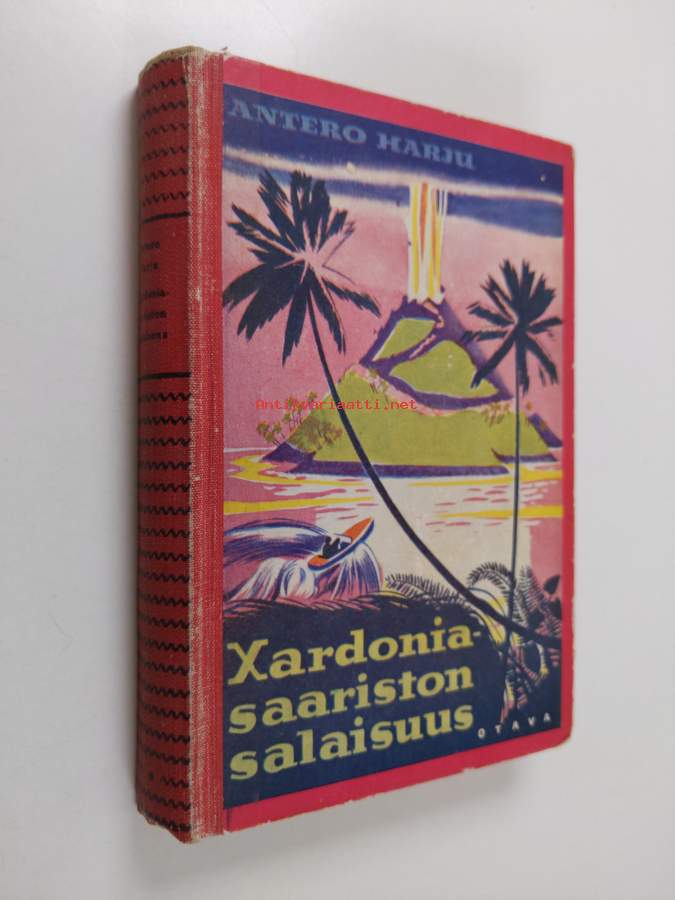 ANTERO HARJU
Antikvariaatti.net
Xardonia-
saariston
salaisuus
OTAVA